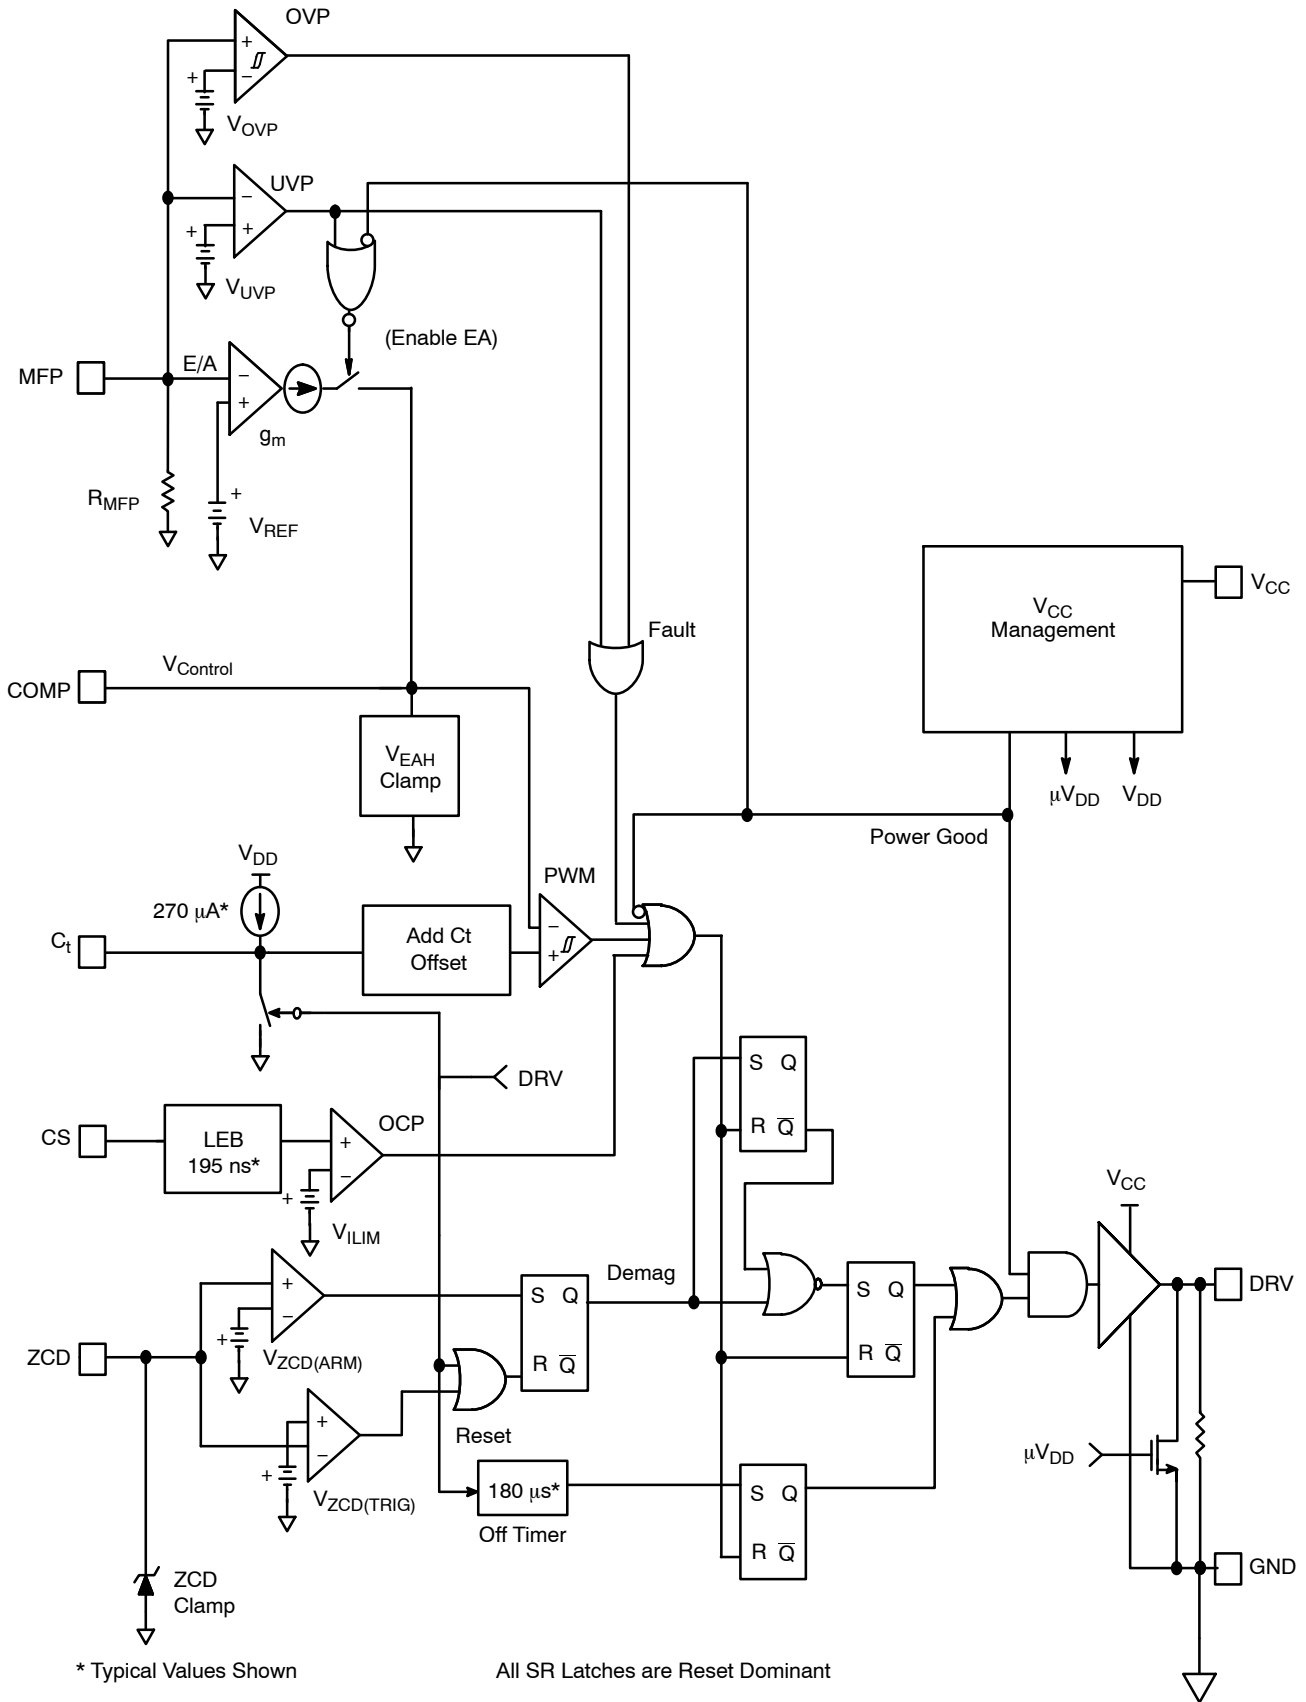 OVP
+
−
+
V_OVP
UVP
−
+
+
V_UVP
(Enable EA)
MFP
E/A
−
+
g_m
R_MFP
+
V_REF
V_CC
Management
V_CC
Fault
V_Control
COMP
V_EAH
Clamp
μV_DD
V_DD
Power Good
V_DD
PWM
270 μA*
C_t
Add Ct
Offset
−
+
S Q
DRV
R Q̅
OCP
CS
LEB
195 ns*
+
−
+
V_ILIM
V_CC
Demag
+
−
S Q
S Q
DRV
+
ZCD
V_ZCD(ARM)
R Q̅
R Q̅
+
−
Reset
+
V_ZCD(TRIG)
μV_DD
180 μs*
S Q
Off Timer
R Q̅
GND
ZCD
Clamp
* Typical Values Shown
All SR Latches are Reset Dominant